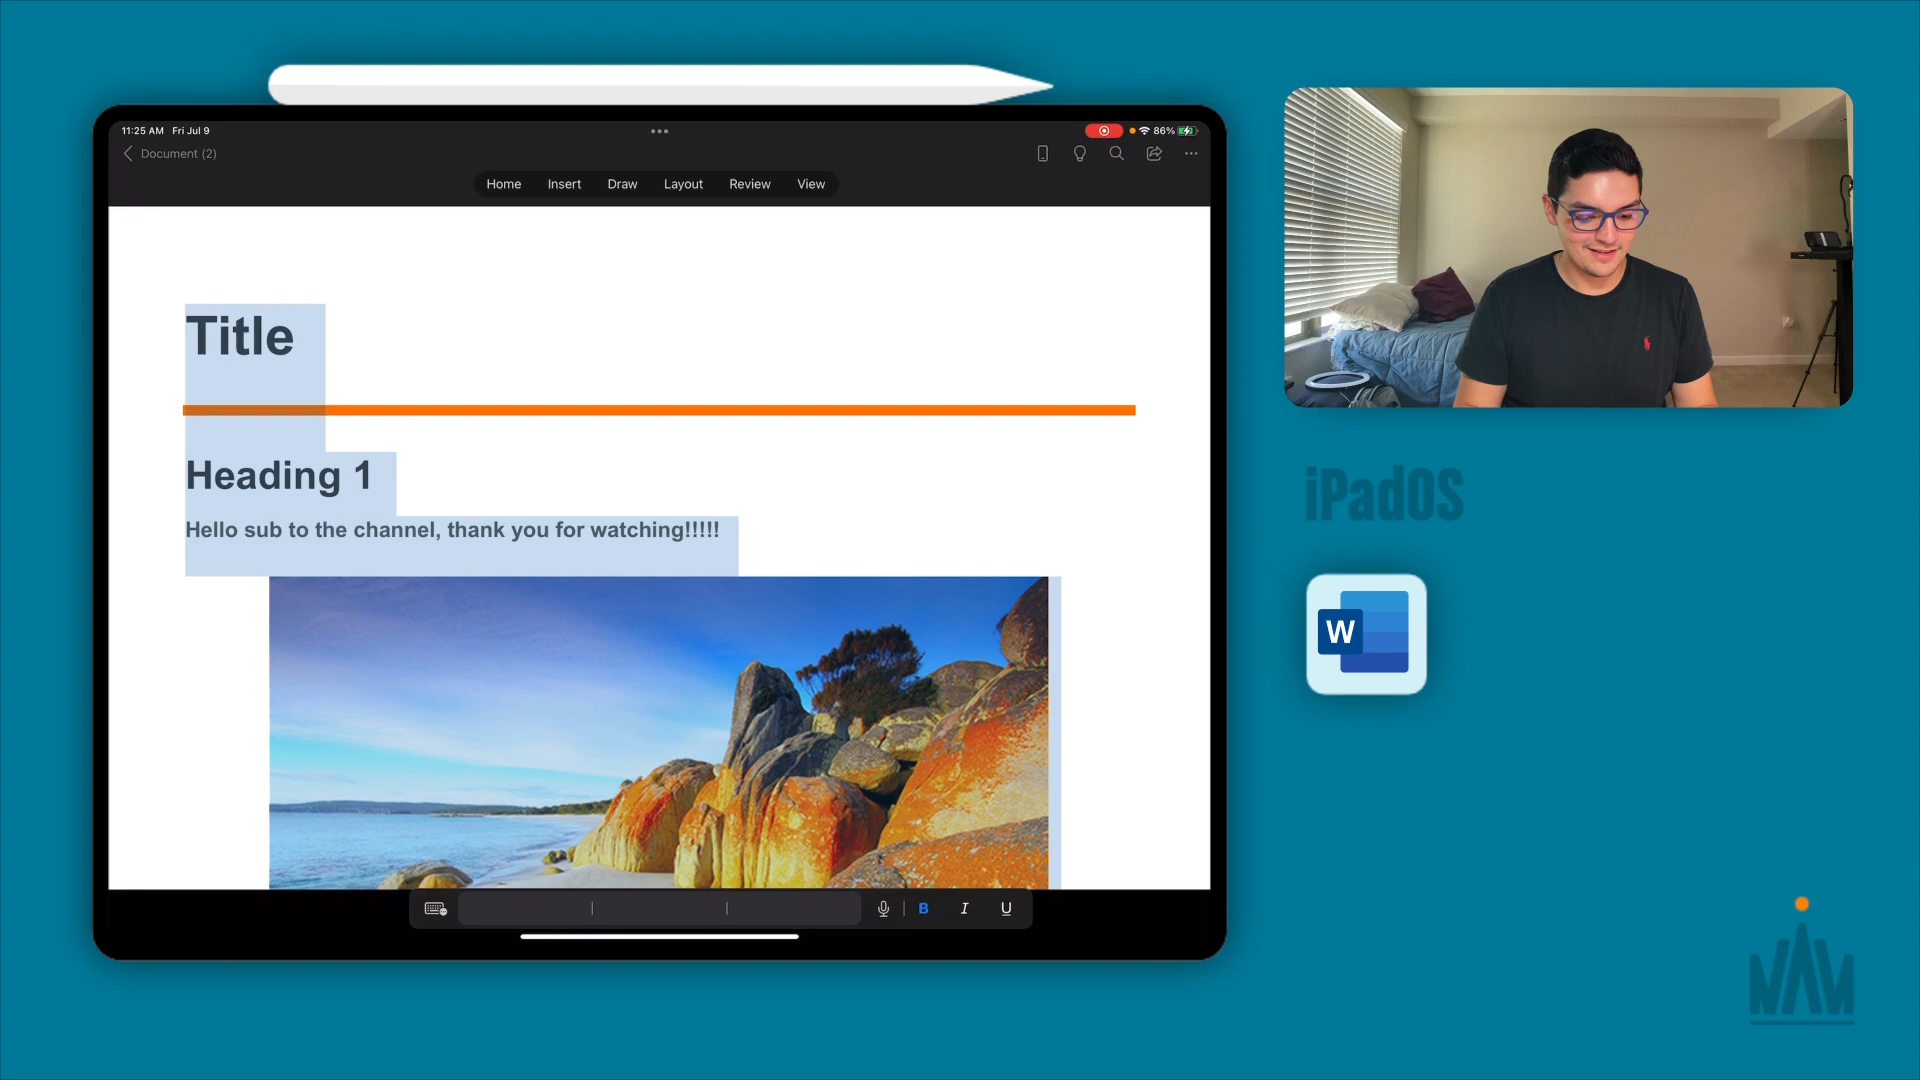 11:25 AM Fri Jul 9
86%
Document (2)
Home Insert Draw Layout Review View
Title
Heading 1
Hello sub to the channel, thank you for watching!!!!!
B I U
iPadOS
W